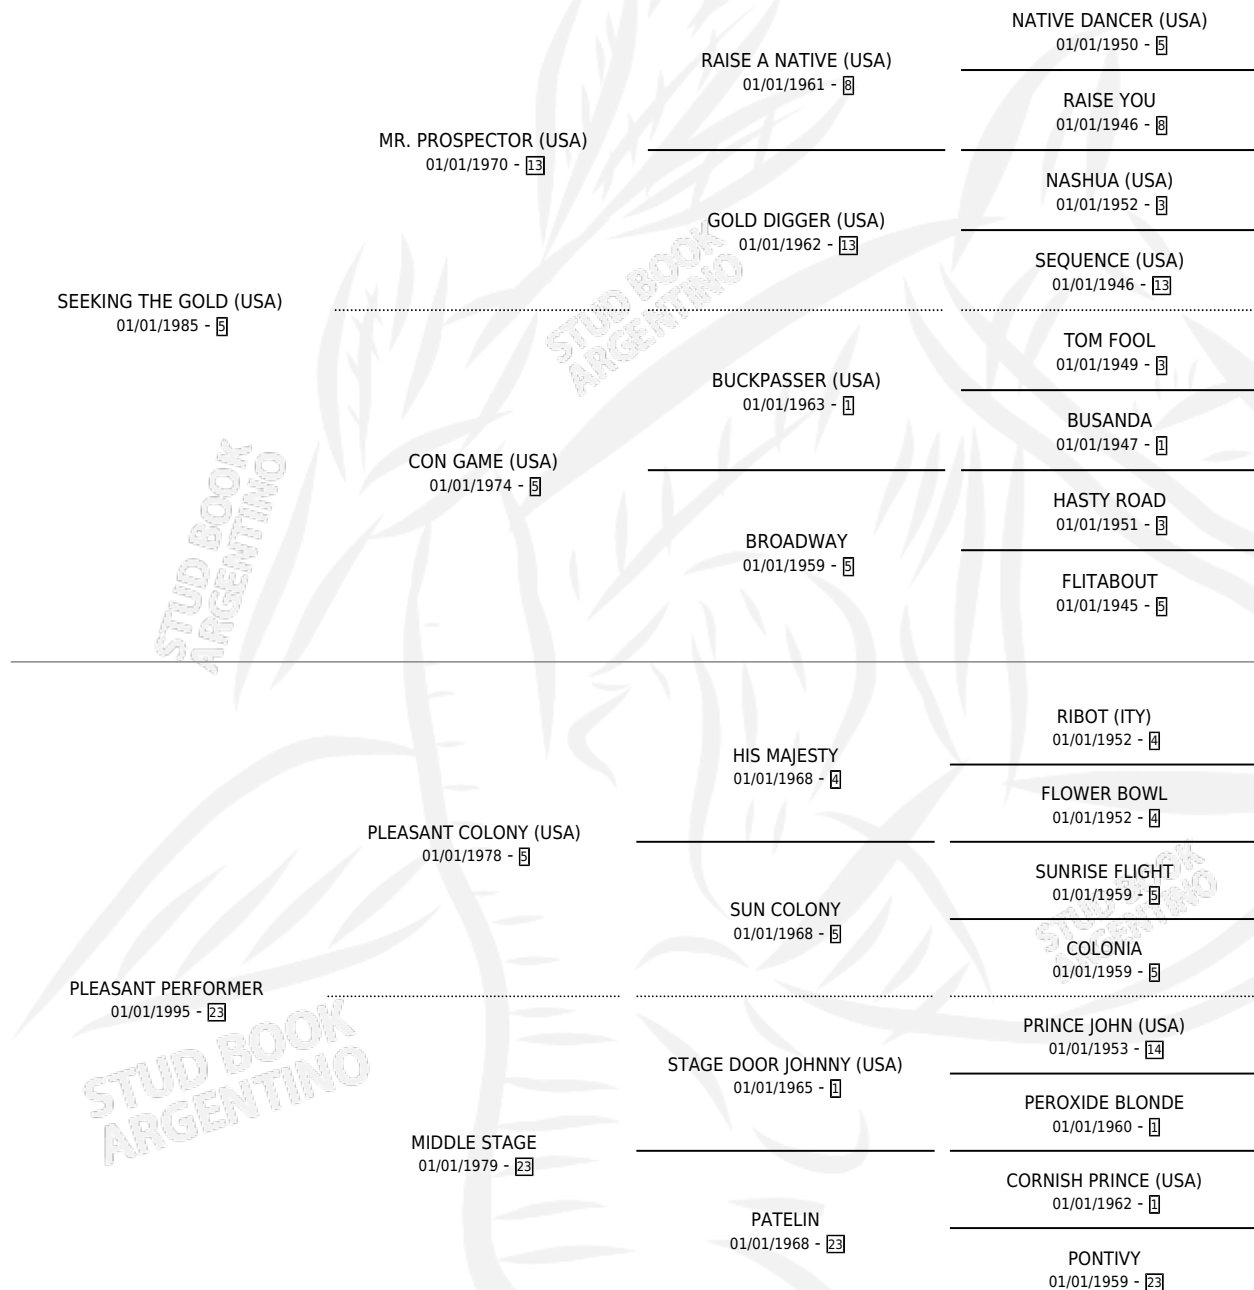 NATIVE DANCER (USA)
01/01/1950 - 5
RAISE A NATIVE (USA)
01/01/1961 - 8
RAISE YOU
01/01/1946 - 8
MR. PROSPECTOR (USA)
01/01/1970 - 13
NASHUA (USA)
01/01/1952 - 3
GOLD DIGGER (USA)
01/01/1962 - 13
SEQUENCE (USA)
01/01/1946 - 13
SEEKING THE GOLD (USA)
01/01/1985 - 5
STUD BOOK
ARGENTINO
TOM FOOL
01/01/1949 - 3
BUCKPASSER (USA)
01/01/1963 - 1
BUSANDA
01/01/1947 - 1
CON GAME (USA)
01/01/1974 - 5
HASTY ROAD
01/01/1951 - 3
BROADWAY
01/01/1959 - 5
FLITABOUT
01/01/1945 - 5
STUD BOOK
ARGENTINO
RIBOT (ITY)
01/01/1952 - 4
HIS MAJESTY
01/01/1968 - 4
FLOWER BOWL
01/01/1952 - 4
PLEASANT COLONY (USA)
01/01/1978 - 5
SUNRISE FLIGHT
01/01/1959 - 5
SUN COLONY
01/01/1968 - 5
COLONIA
01/01/1959 - 5
STUD BOOK
ARGENTINO
PLEASANT PERFORMER
01/01/1995 - 23
PRINCE JOHN (USA)
01/01/1953 - 14
STAGE DOOR JOHNNY (USA)
01/01/1965 - 1
PEROXIDE BLONDE
01/01/1960 - 1
STUD BOOK
ARGENTINO
MIDDLE STAGE
01/01/1979 - 23
CORNISH PRINCE (USA)
01/01/1962 - 1
PATELIN
01/01/1968 - 23
PONTIVY
01/01/1959 - 23